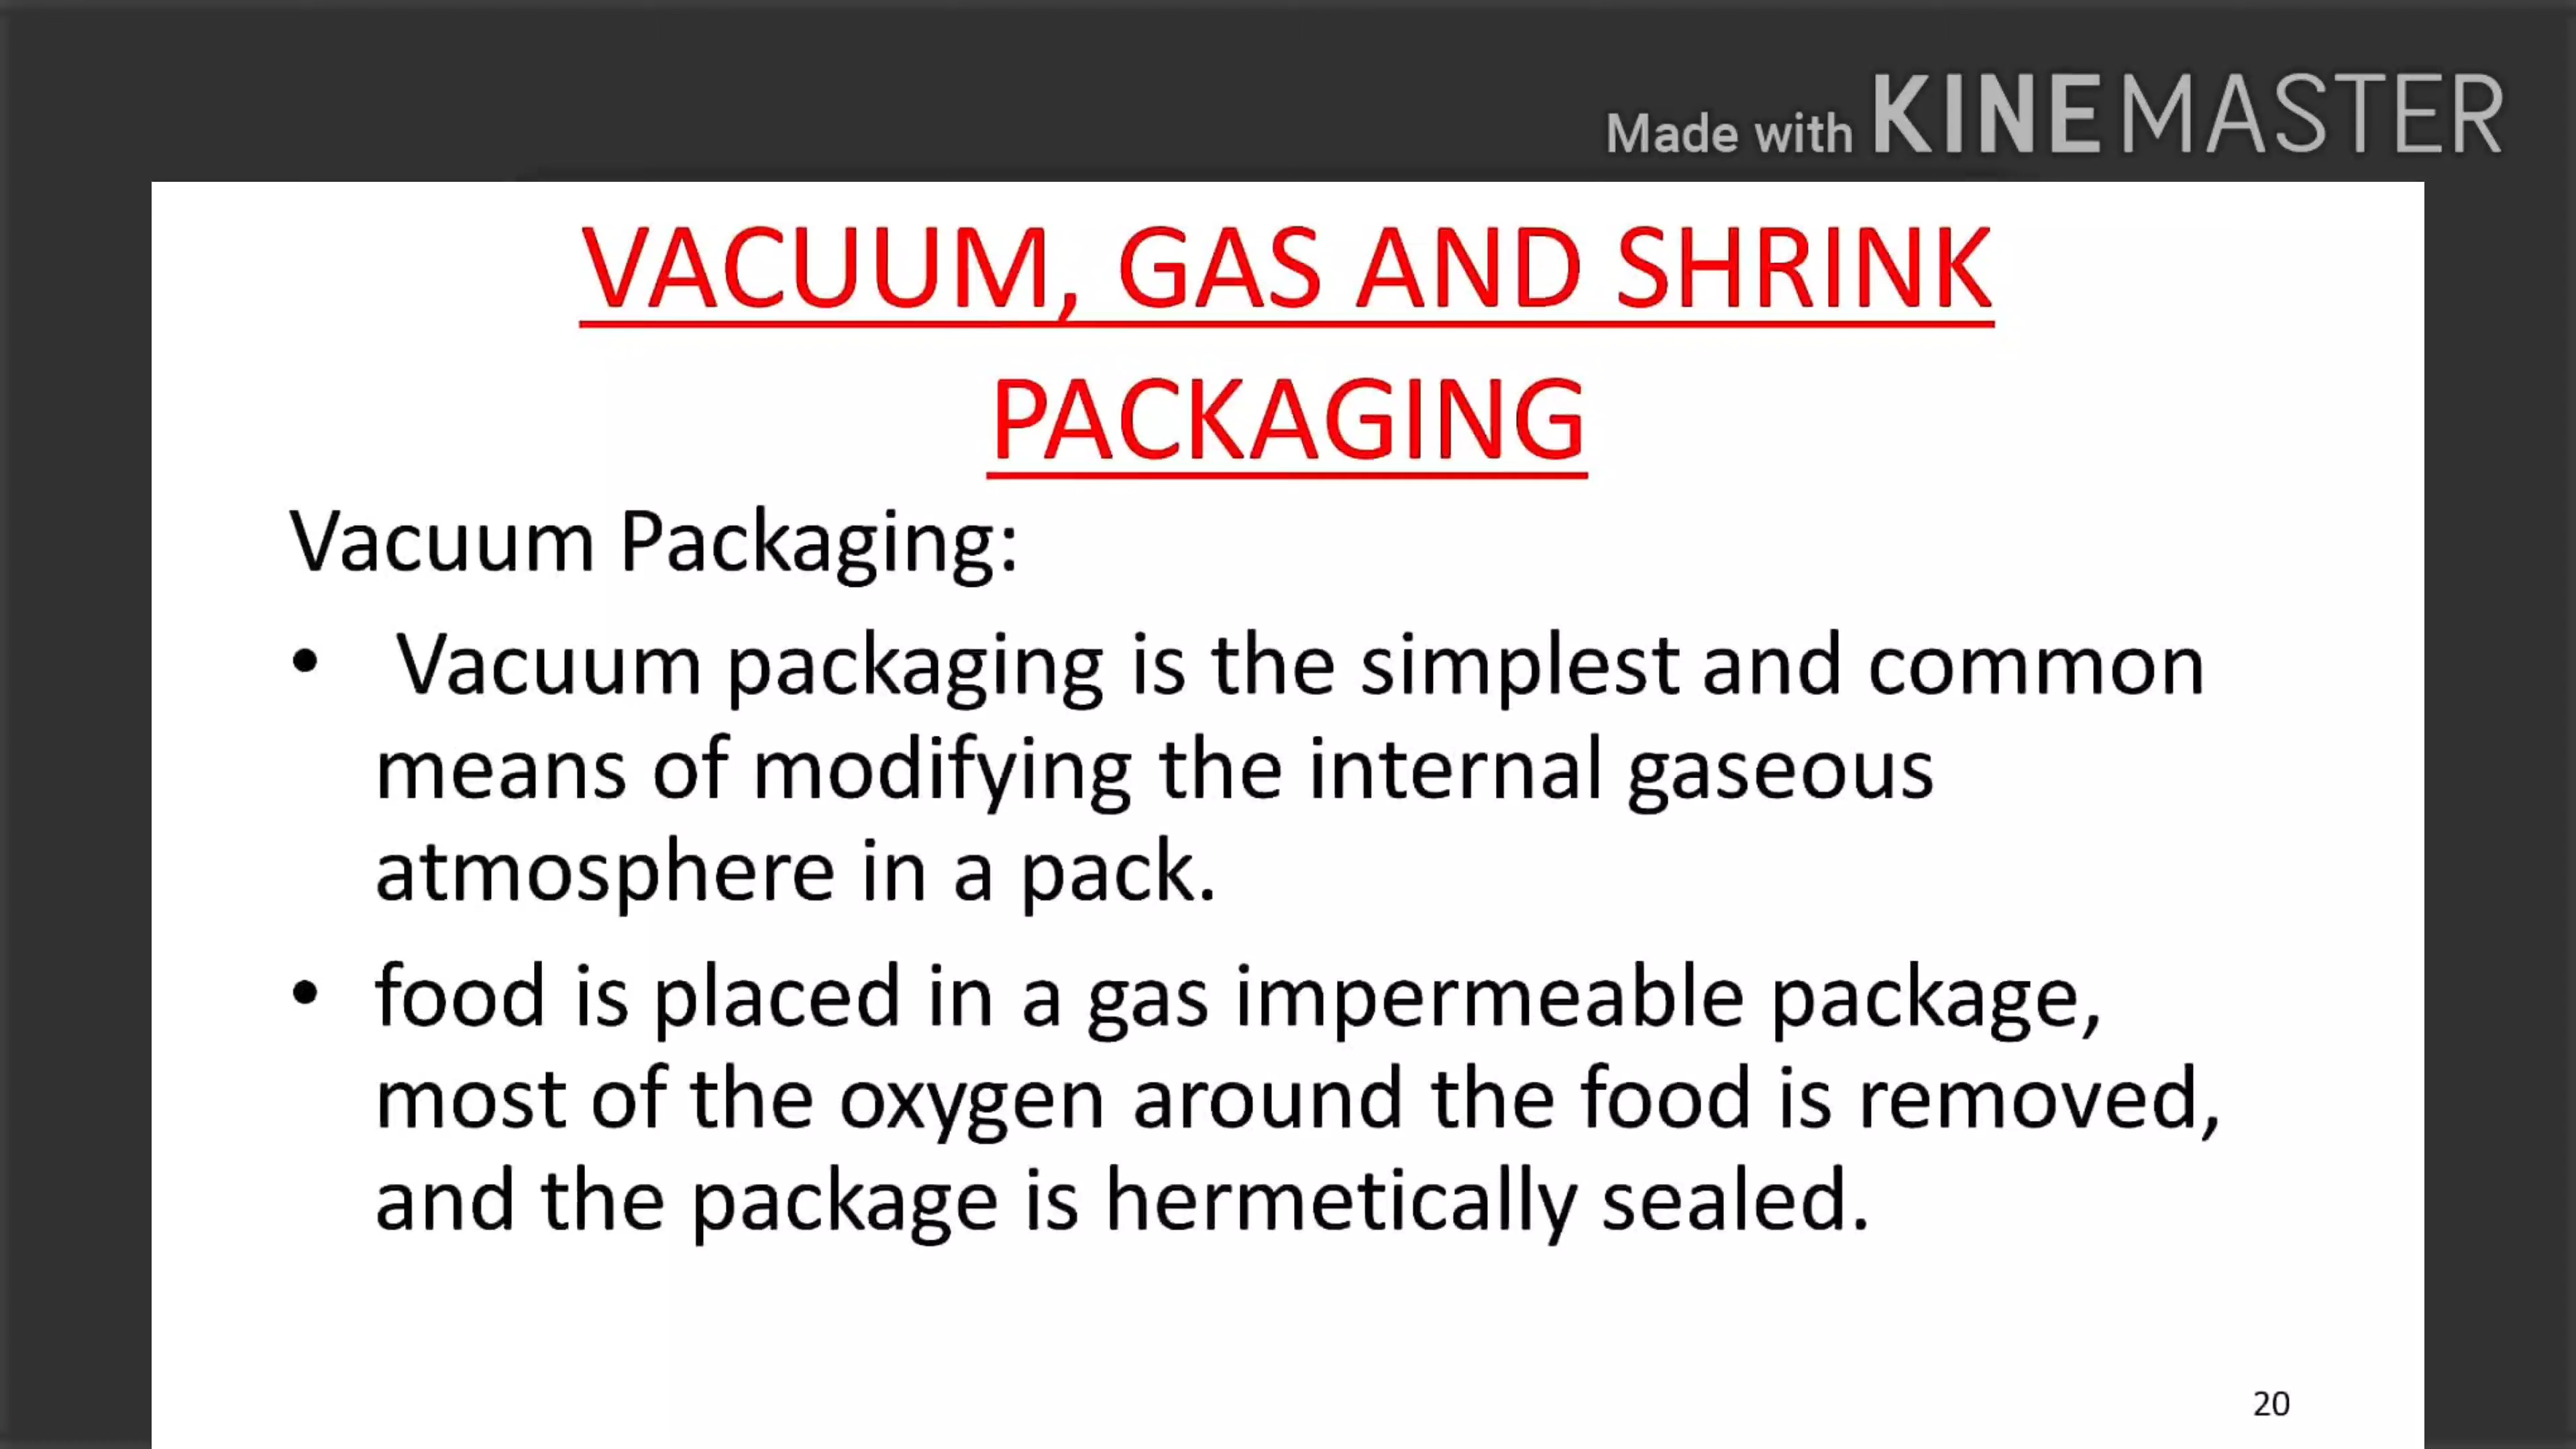 Made with KINEMASTER
VACUUM, GAS AND SHRINK
PACKAGING
Vacuum Packaging:
• Vacuum packaging is the simplest and common
means of modifying the internal gaseous
atmosphere in a pack.
• food is placed in a gas impermeable package,
most of the oxygen around the food is removed,
and the package is hermetically sealed.
20